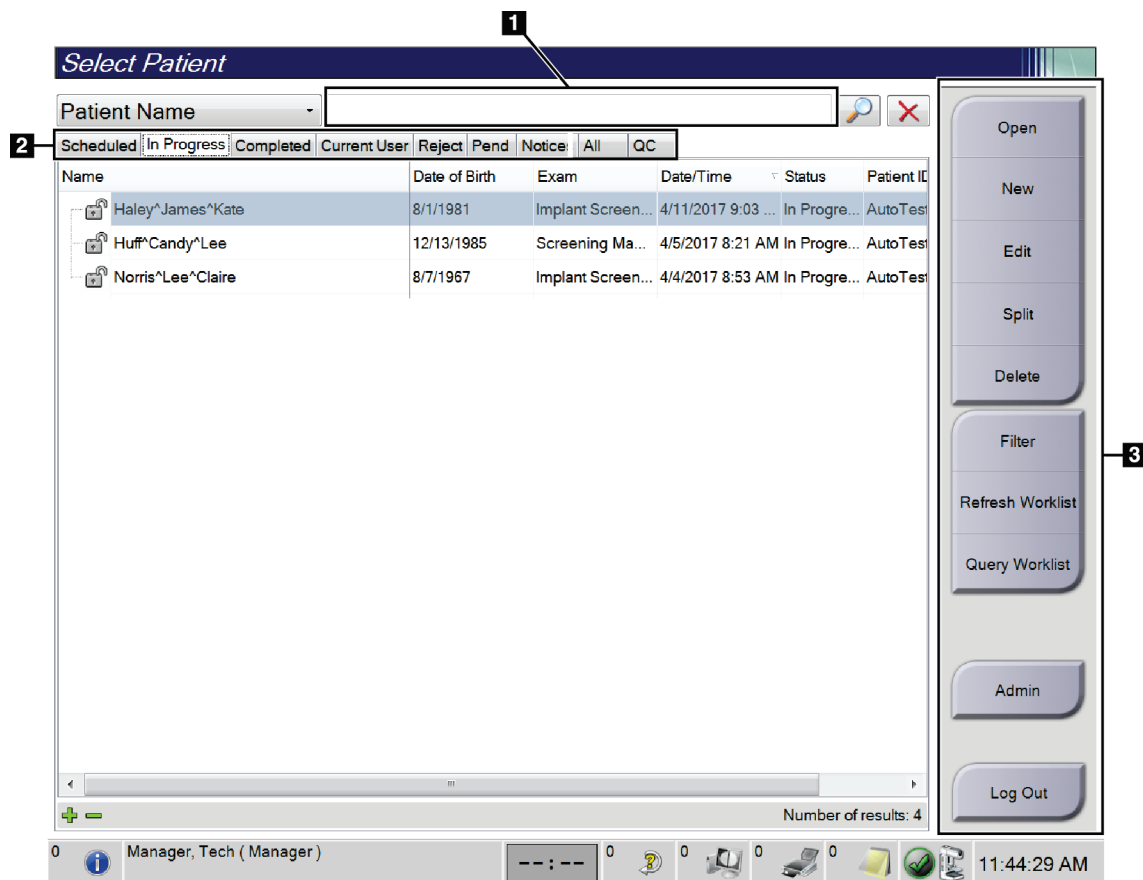 1
Select Patient
Patient Name
2
Scheduled In Progress Completed Current User Reject Pend Notice All QC
Name Date of Birth Exam Date/Time Status Patient ID
Haley^James^Kate 8/1/1981 Implant Screen... 4/11/2017 9:03 ... In Progre... AutoTest
Huff^Candy^Lee 12/13/1985 Screening Ma... 4/5/2017 8:21 AM In Progre... AutoTest
Norris^Lee^Claire 8/7/1967 Implant Screen... 4/4/2017 8:53 AM In Progre... AutoTest
Number of results: 4
Open
New
Edit
Split
Delete
Filter
3
Refresh Worklist
Query Worklist
Admin
Log Out
0 Manager, Tech ( Manager ) --:-- 0 0 0 0 11:44:29 AM